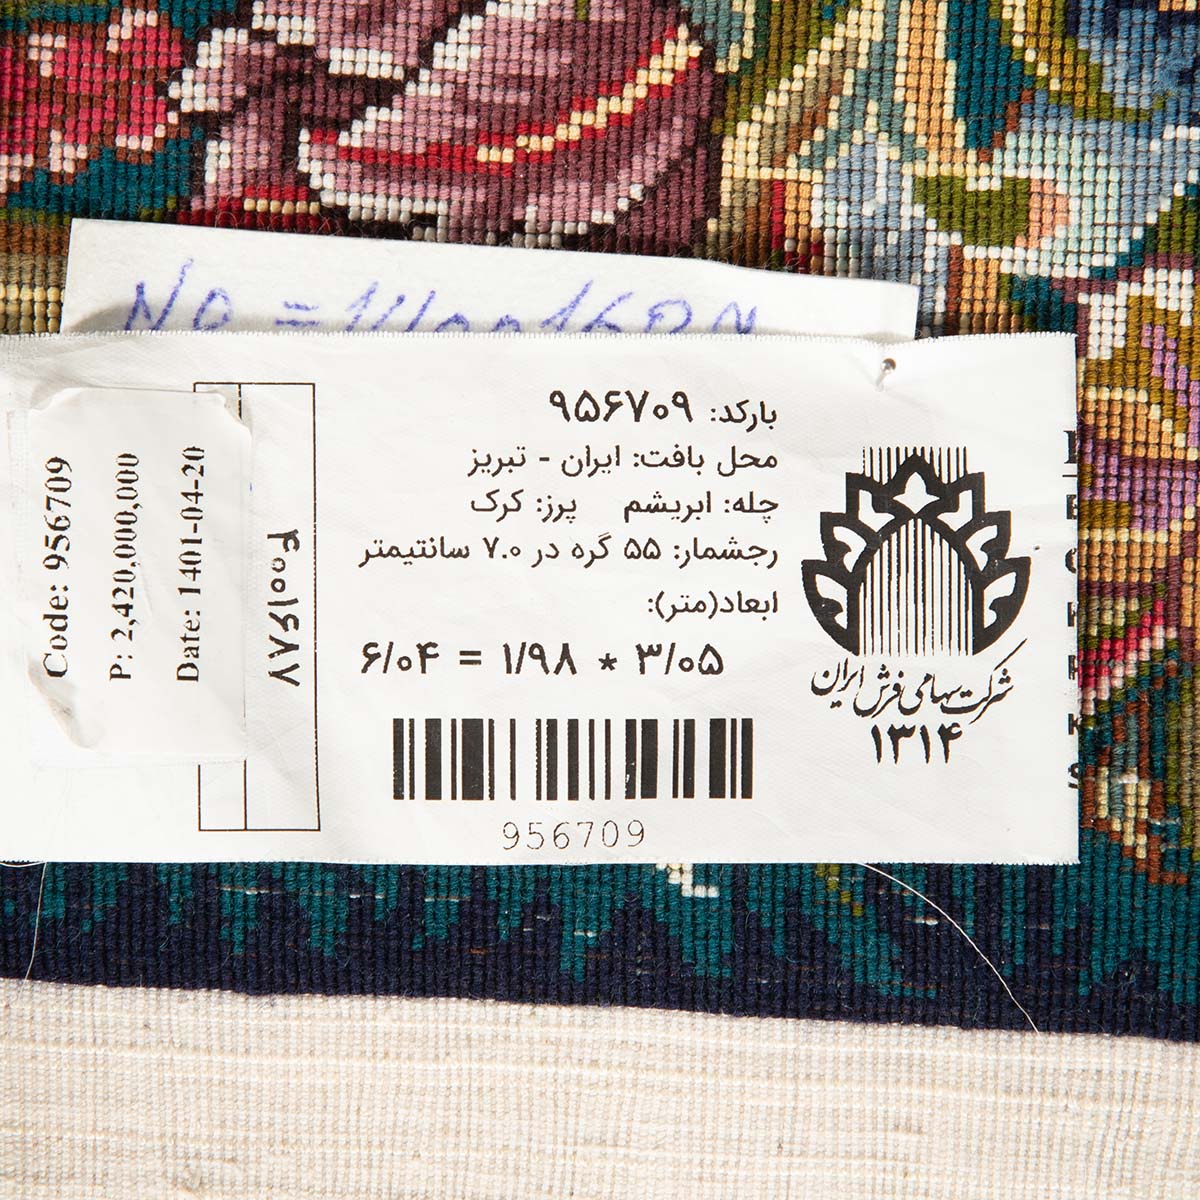 بارکد: ۹۵۶۷۰۹
محل بافت: ایران - تبریز
چله: ابریشم    پرز: کرک
رجشمار: ۵۵ گره در ۷.۰ سانتیمتر
ابعاد(متر):
۶/۰۴ = ۱/۹۸ * ۳/۰۵
956709
شرکت سهامی فرش ایران
۱۳۱۴
۴۰۰۱۶۸۷
Code: 956709
P: 2,420,000,000
Date: 1401-04-20